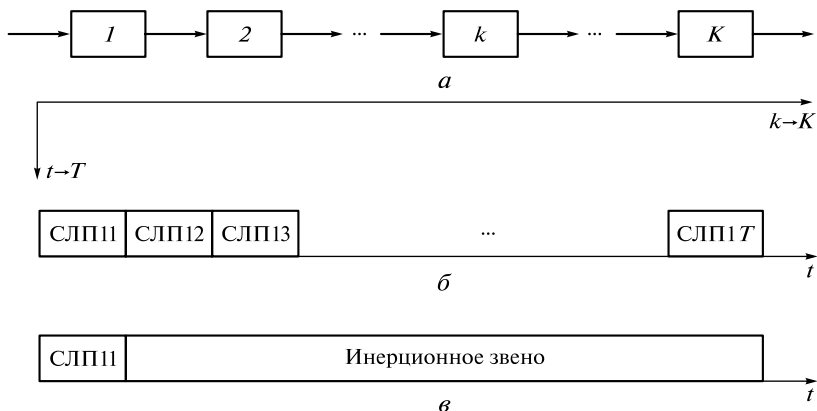 1 2 ... k ... K
а
k→K
t→T
СЛП11 СЛП12 СЛП13 ... СЛП1T
t
б
СЛП11 Инерционное звено
t
в